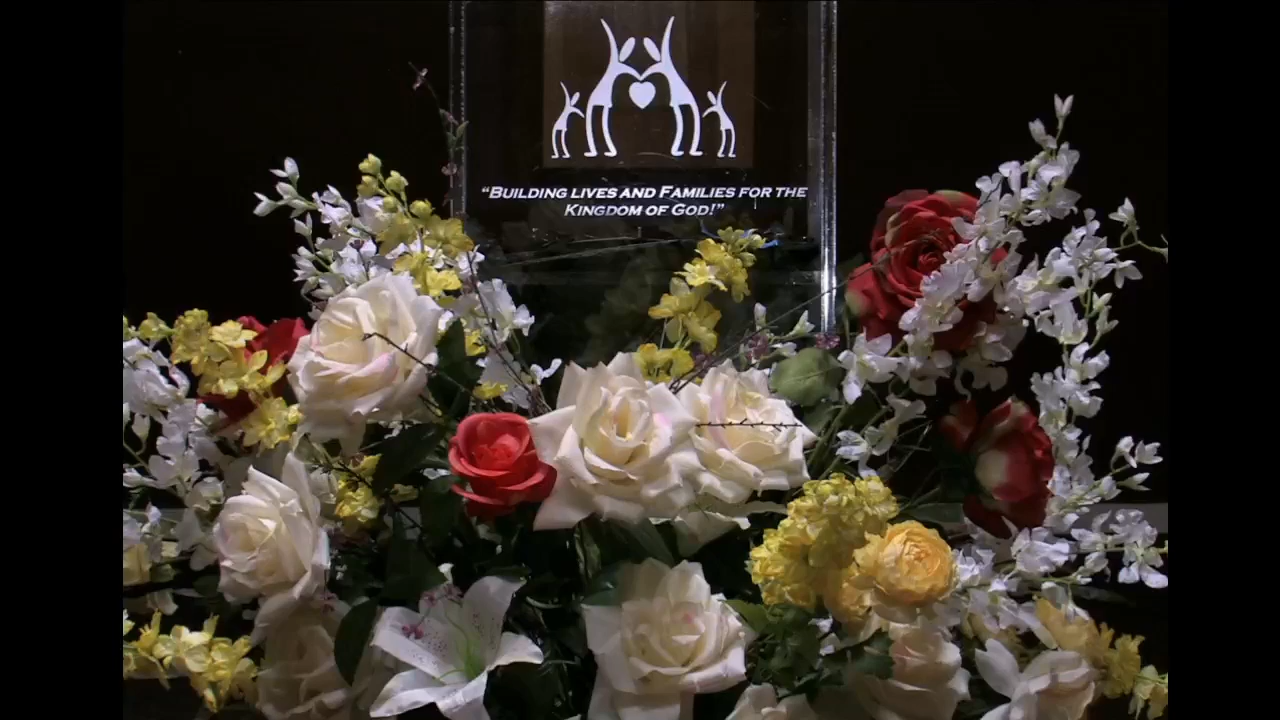 “Building lives and Families for the
Kingdom of God!”